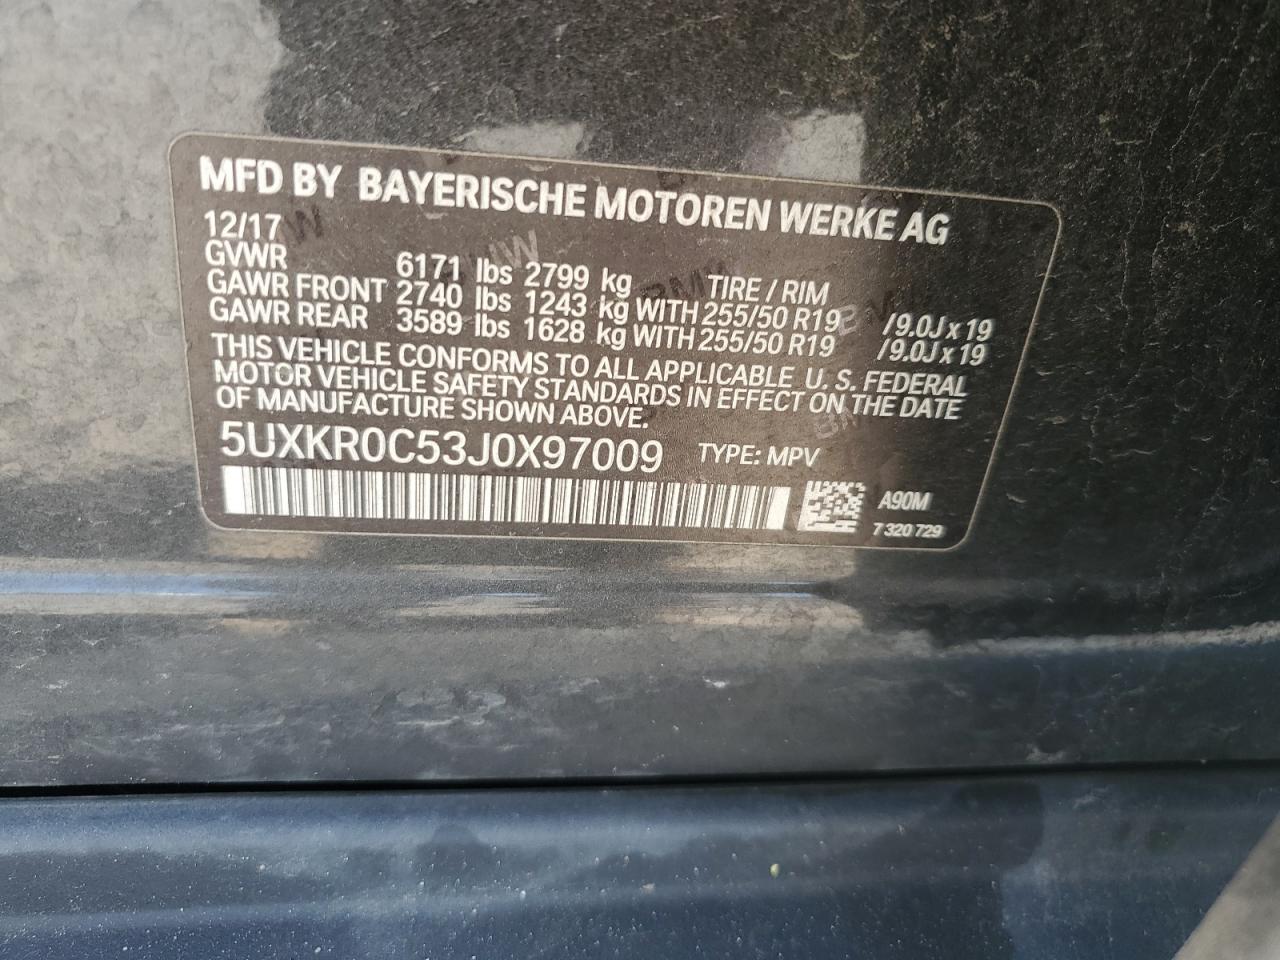 MFD BY BAYERISCHE MOTOREN WERKE AG
12/17
GVWR 6171 lbs 2799 kg TIRE / RIM
GAWR FRONT 2740 lbs 1243 kg WITH 255/50 R19 /9.0J x 19
GAWR REAR 3589 lbs 1628 kg WITH 255/50 R19 /9.0J x 19
THIS VEHICLE CONFORMS TO ALL APPLICABLE U. S. FEDERAL
MOTOR VEHICLE SAFETY STANDARDS IN EFFECT ON THE DATE
OF MANUFACTURE SHOWN ABOVE.
5UXKR0C53J0X97009 TYPE: MPV
A90M
7 320 729